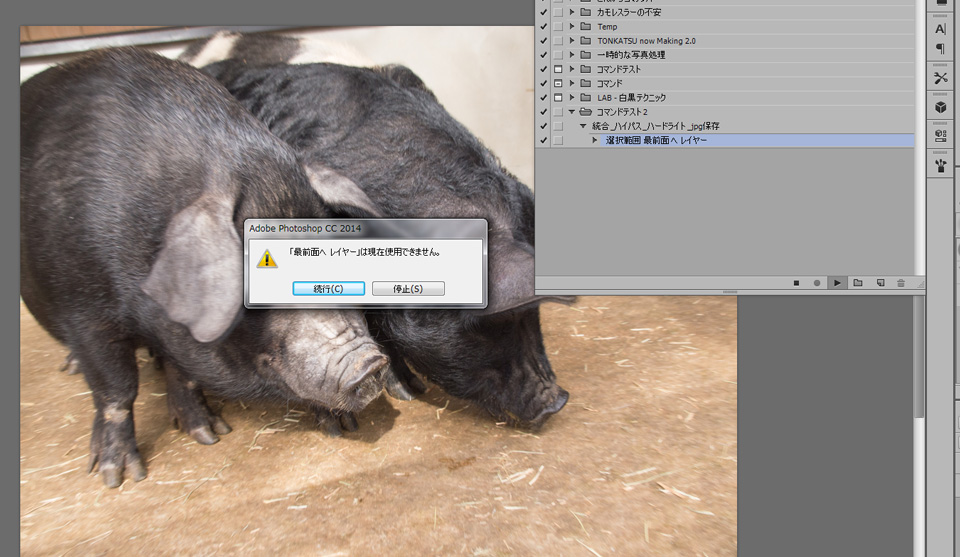 カモレスラーの不安
Temp
TONKATSU now Making 2.0
一時的な写真処理
コマンドテスト
コマンド
LAB - 白黒テクニック
コマンドテスト 2
統合_ハイパス_ハードライト_jpg保存
選択範囲 最前面へ レイヤー
Adobe Photoshop CC 2014
「最前面へ レイヤー」は現在使用できません。
続行(C)
停止(S)